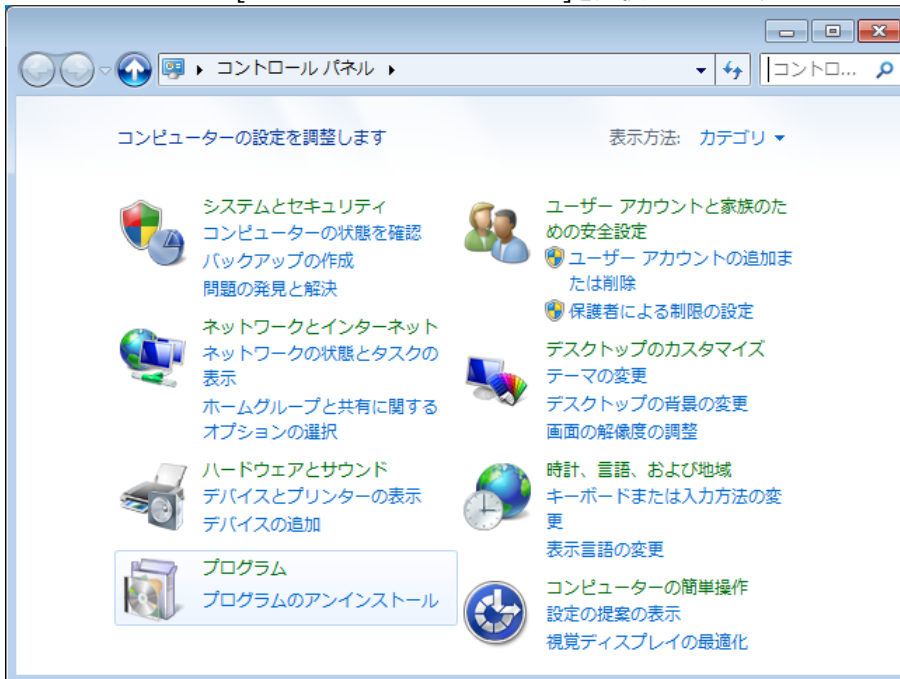 コントロール パネル
コントロ...
コンピューターの設定を調整します
表示方法: カテゴリ
システムとセキュリティ
コンピューターの状態を確認
バックアップの作成
問題の発見と解決
ネットワークとインターネット
ネットワークの状態とタスクの
表示
ホームグループと共有に関する
オプションの選択
ハードウェアとサウンド
デバイスとプリンターの表示
デバイスの追加
プログラム
プログラムのアンインストール
ユーザー アカウントと家族のた
めの安全設定
ユーザー アカウントの追加ま
たは削除
保護者による制限の設定
デスクトップのカスタマイズ
テーマの変更
デスクトップの背景の変更
画面の解像度の調整
時計、言語、および地域
キーボードまたは入力方法の変
更
表示言語の変更
コンピューターの簡単操作
設定の提案の表示
視覚ディスプレイの最適化